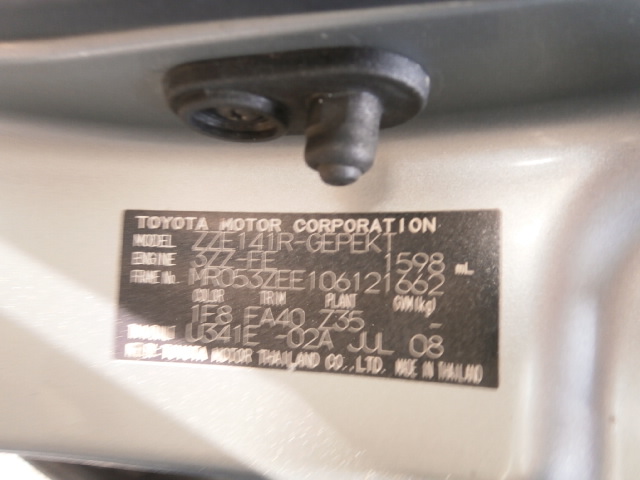 TOYOTA MOTOR CORPORATION
MODEL ZZE141R-GEPEKT
ENGINE 3ZZ-FE 1598 mL
FRAME No. MR053ZEE106121662
COLOR TRIM PLANT GVM(kg)
1F8 FA40 Z35 -
U341E -02A JUL 08
TOYOTA MOTOR THAILAND CO.,LTD. MADE IN THAILAND